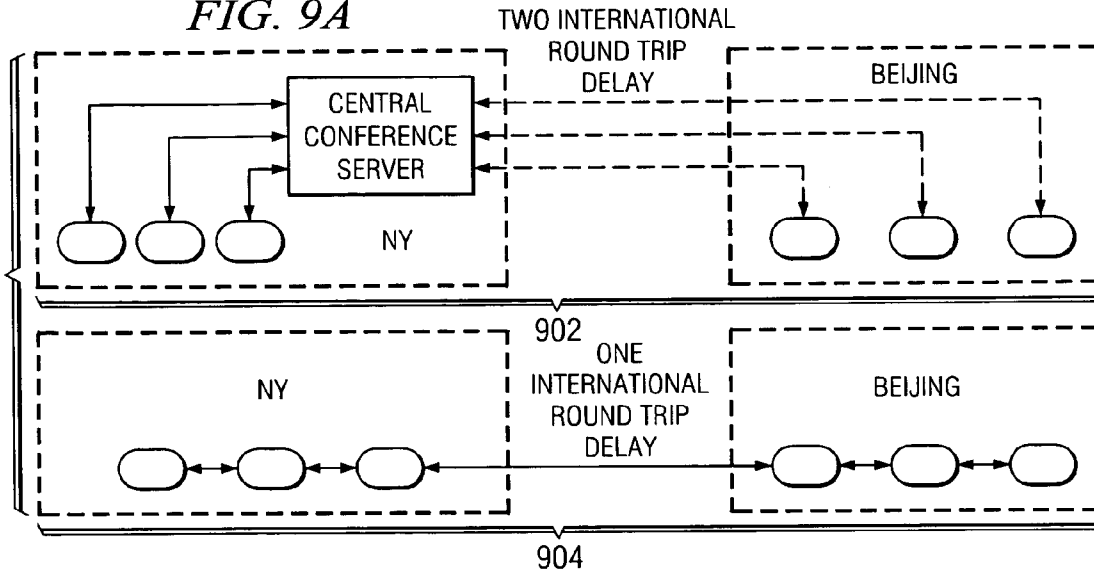 FIG. 9A
TWO INTERNATIONAL
ROUND TRIP
DELAY
BEIJING
CENTRAL
CONFERENCE
SERVER
NY
902
ONE
INTERNATIONAL
ROUND TRIP
DELAY
NY
BEIJING
904